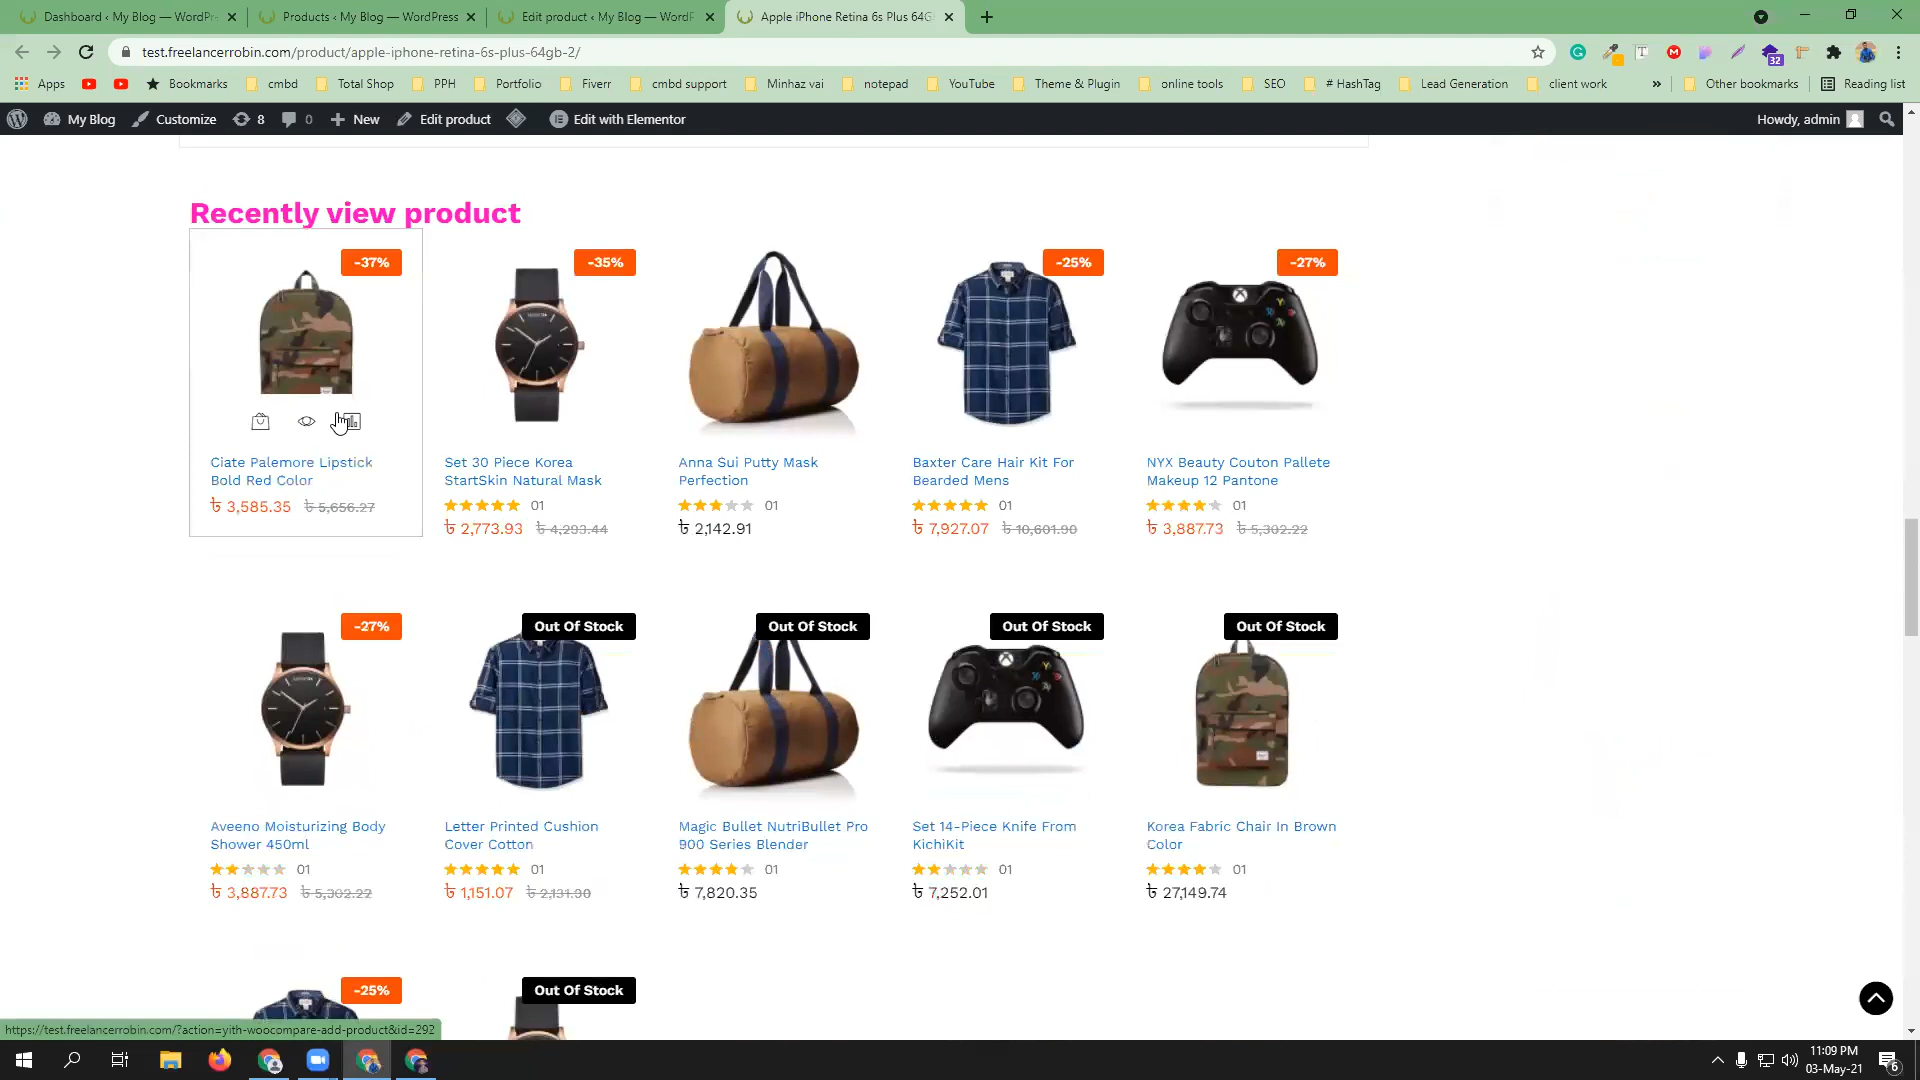 Dashboard ‹ My Blog — WordPr
Products ‹ My Blog — WordPress
Edit product ‹ My Blog — WordP
Apple iPhone Retina 6s Plus 64G
test.freelancerrobin.com/product/apple-iphone-retina-6s-plus-64gb-2/
32
Apps
Bookmarks
cmbd
Total Shop
PPH
Portfolio
Fiverr
cmbd support
Minhaz vai
notepad
YouTube
Theme & Plugin
online tools
SEO
# HashTag
Lead Generation
client work
»
Other bookmarks
Reading list
My Blog
Customize
8
0
New
Edit product
Edit with Elementor
Howdy, admin
Recently view product
-37%
-35%
-25%
-27%
Ciate Palemore Lipstick
Bold Red Color
৳ 3,585.35 ৳ 5,656.27
Set 30 Piece Korea
StartSkin Natural Mask
01
৳ 2,773.93 ৳ 4,293.44
Anna Sui Putty Mask
Perfection
01
৳ 2,142.91
Baxter Care Hair Kit For
Bearded Mens
01
৳ 7,927.07 ৳ 10,601.90
NYX Beauty Couton Pallete
Makeup 12 Pantone
01
৳ 3,887.73 ৳ 5,302.22
-27%
Out Of Stock
Out Of Stock
Out Of Stock
Out Of Stock
Aveeno Moisturizing Body
Shower 450ml
01
৳ 3,887.73 ৳ 5,302.22
Letter Printed Cushion
Cover Cotton
01
৳ 1,151.07 ৳ 2,131.90
Magic Bullet NutriBullet Pro
900 Series Blender
01
৳ 7,820.35
Set 14-Piece Knife From
KichiKit
01
৳ 7,252.01
Korea Fabric Chair In Brown
Color
01
৳ 27,149.74
-25%
Out Of Stock
https://test.freelancerrobin.com/?action=yith-woocompare-add-product&id=292
11:09 PM
03-May-21
6